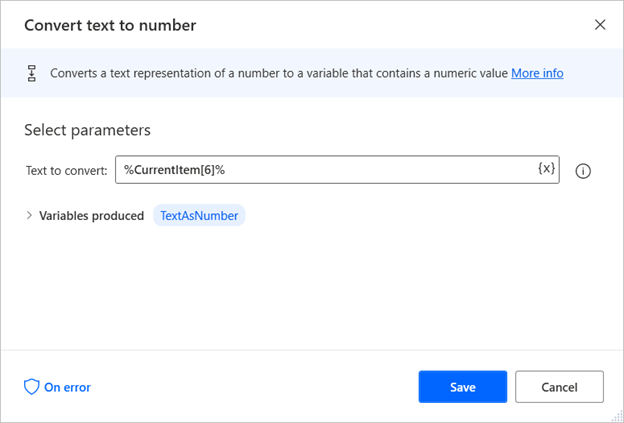 Convert text to number
Converts a text representation of a number to a variable that contains a numeric value More info
Select parameters
Text to convert: %CurrentItem[6]% {x}
Variables produced TextAsNumber
On error Save Cancel